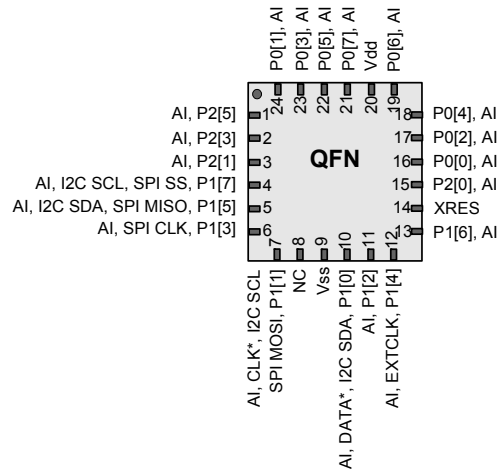 P0[1], AI
P0[3], AI
P0[5], AI
P0[7], AI
Vdd
P0[6], AI
24
23
22
21
20
19
AI, P2[5]
1
18
P0[4], AI
AI, P2[3]
2
17
P0[2], AI
AI, P2[1]
3
QFN
16
P0[0], AI
AI, I2C SCL, SPI SS, P1[7]
4
15
P2[0], AI
AI, I2C SDA, SPI MISO, P1[5]
5
14
XRES
AI, SPI CLK, P1[3]
6
13
P1[6], AI
7
8
9
10
11
12
AI, CLK*, I2C SCL
SPI MOSI, P1[1]
NC
Vss
AI, DATA*, I2C SDA, P1[0]
AI, P1[2]
AI, EXTCLK, P1[4]